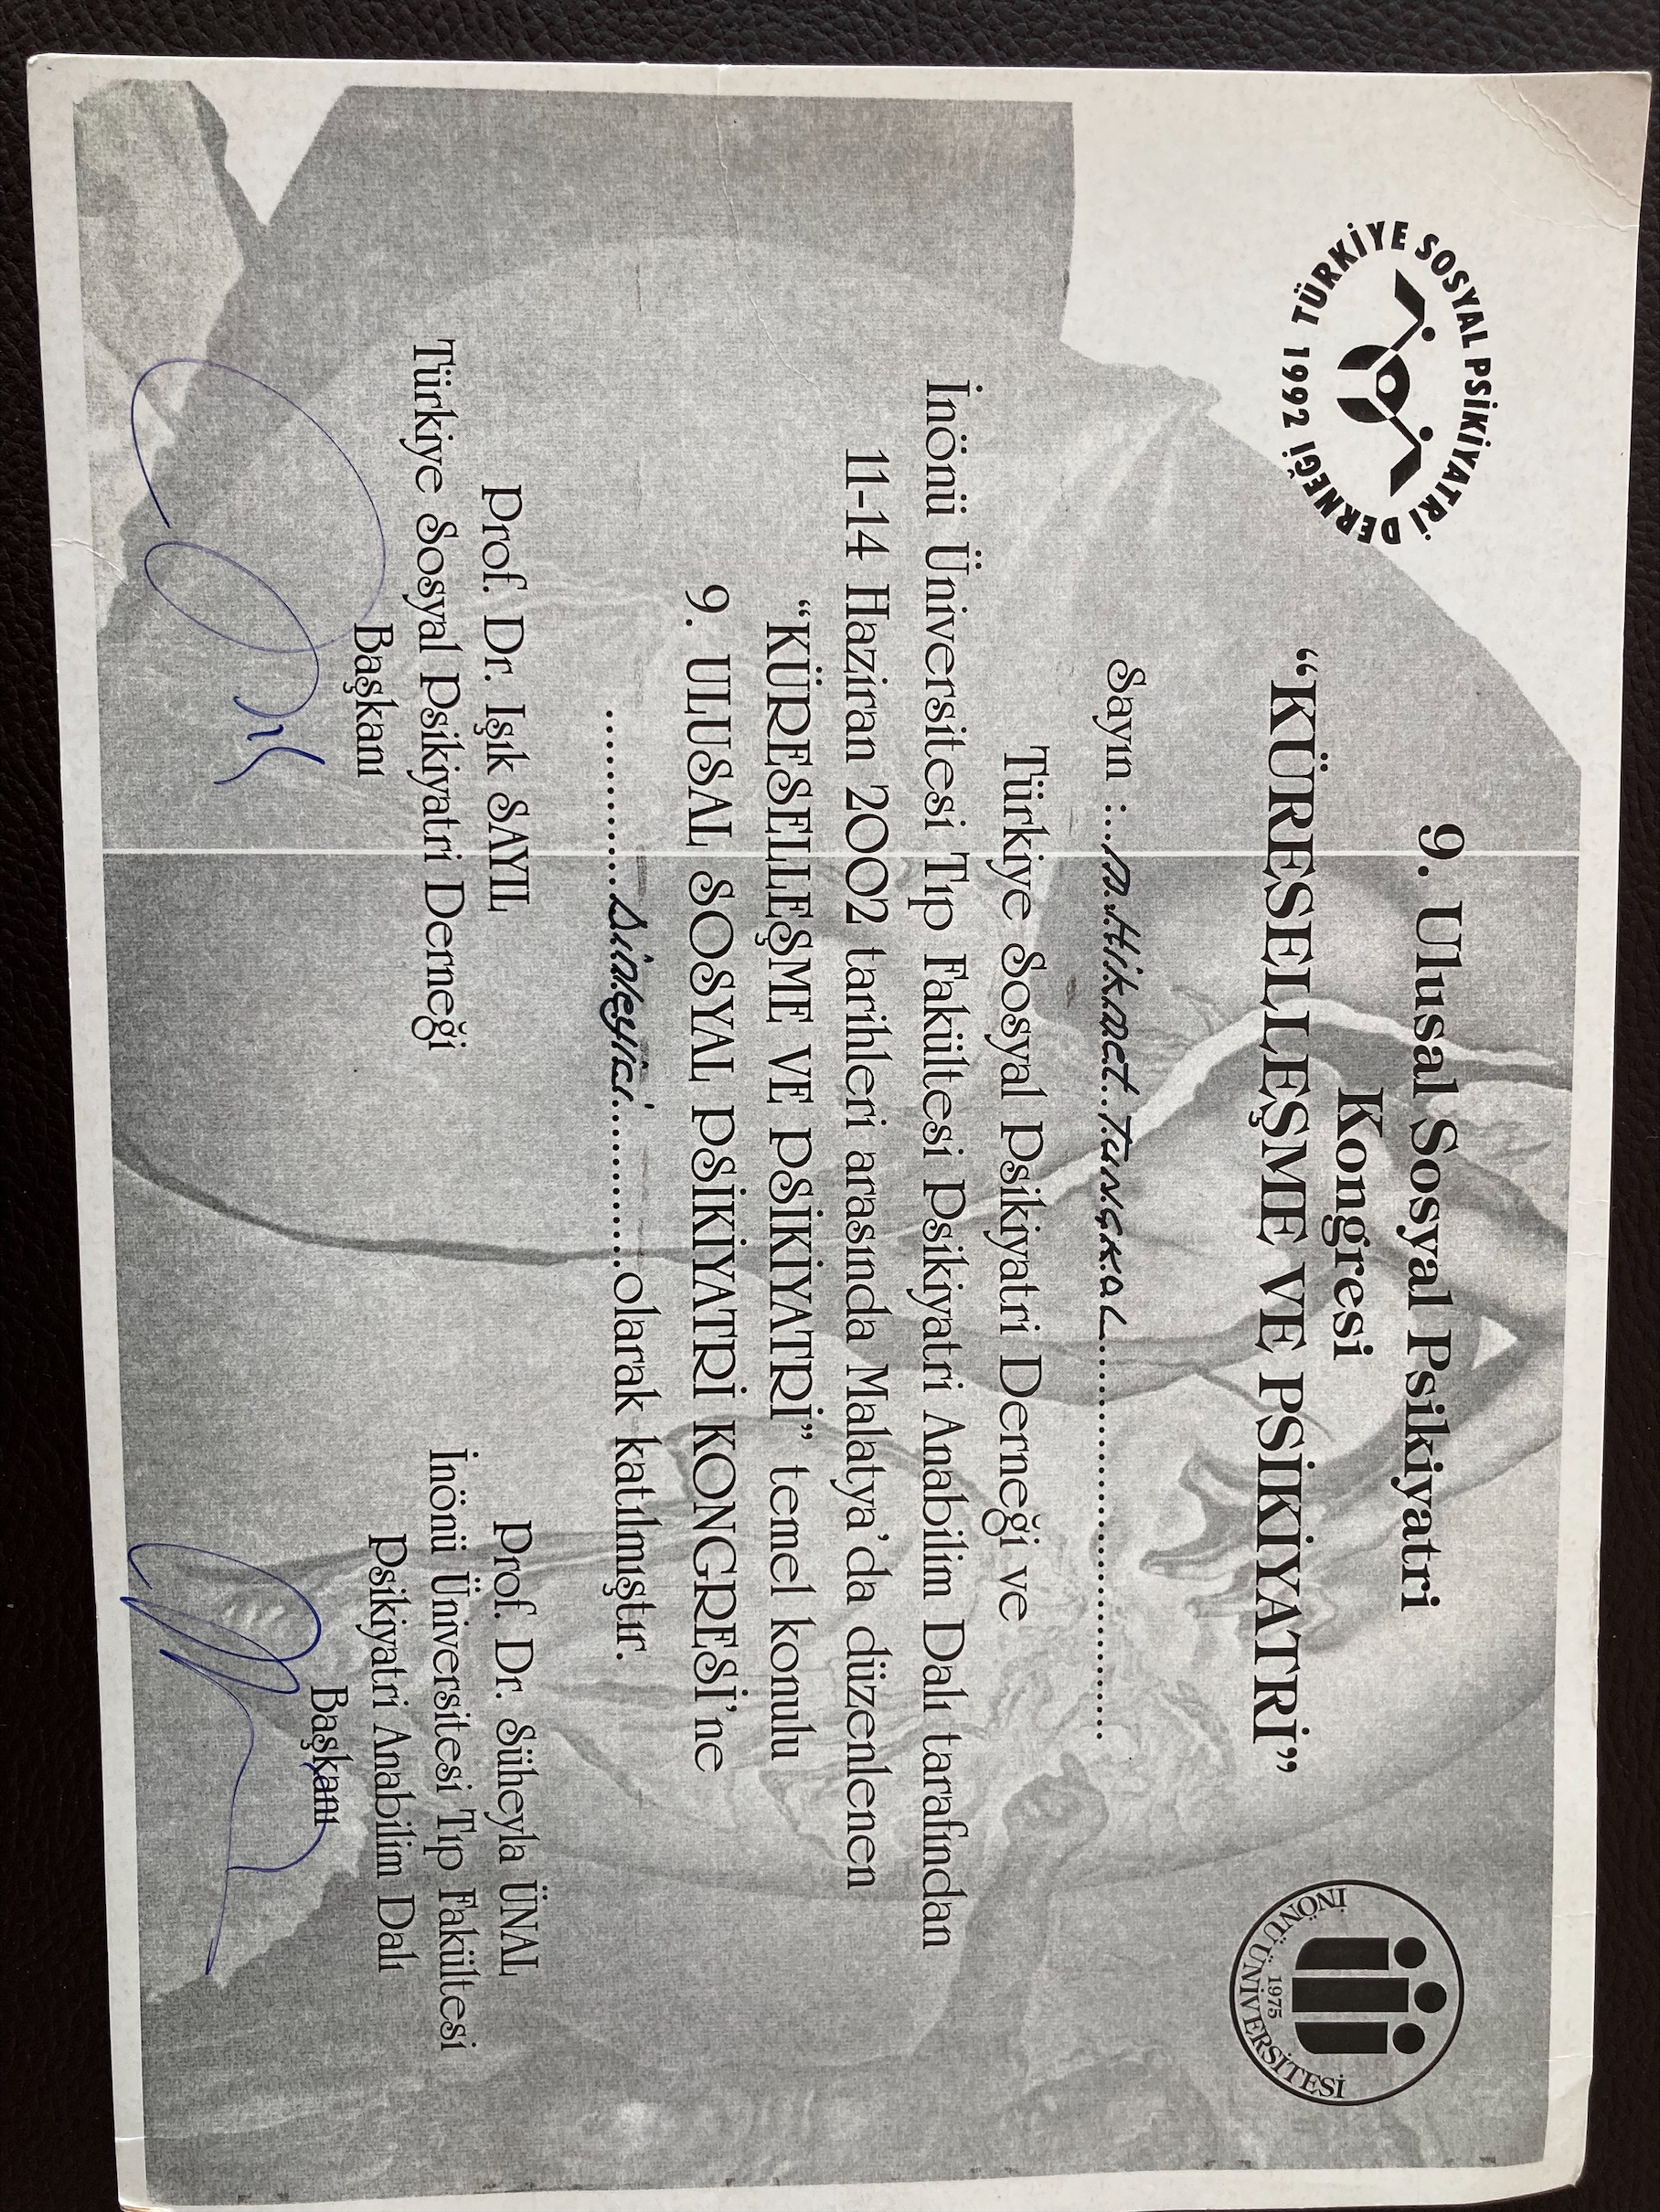 TÜRKİYE SOSYAL PSİKİYATRİ DERNEĞİ 1992
9. Ulusal Sosyal Psikiyatri
Kongresi
“KÜRESELLEŞME VE PSİKİYATRİ”
İNÖNÜ ÜNİVERSİTESİ
1975
Sayın :...M.Hikmet.Tunçkal..............................
Türkiye Sosyal Psikiyatri Derneği ve
İnönü Üniversitesi Tıp Fakültesi Psikiyatri Anabilim Dalı tarafından
11-14 Haziran 2002 tarihleri arasında Malatya’da düzenlenen
“KÜRESELLEŞME VE PSİKİYATRİ” temel konulu
9. ULUSAL SOSYAL PSİKİYATRİ KONGRESİ’ne
............Dinleyici............olarak katılmıştır.
Prof. Dr. Işık SAYIL
Türkiye Sosyal Psikiyatri Derneği
Başkanı
Prof. Dr. Süheyla ÜNAL
İnönü Üniversitesi Tıp Fakültesi
Psikiyatri Anabilim Dalı
Başkanı